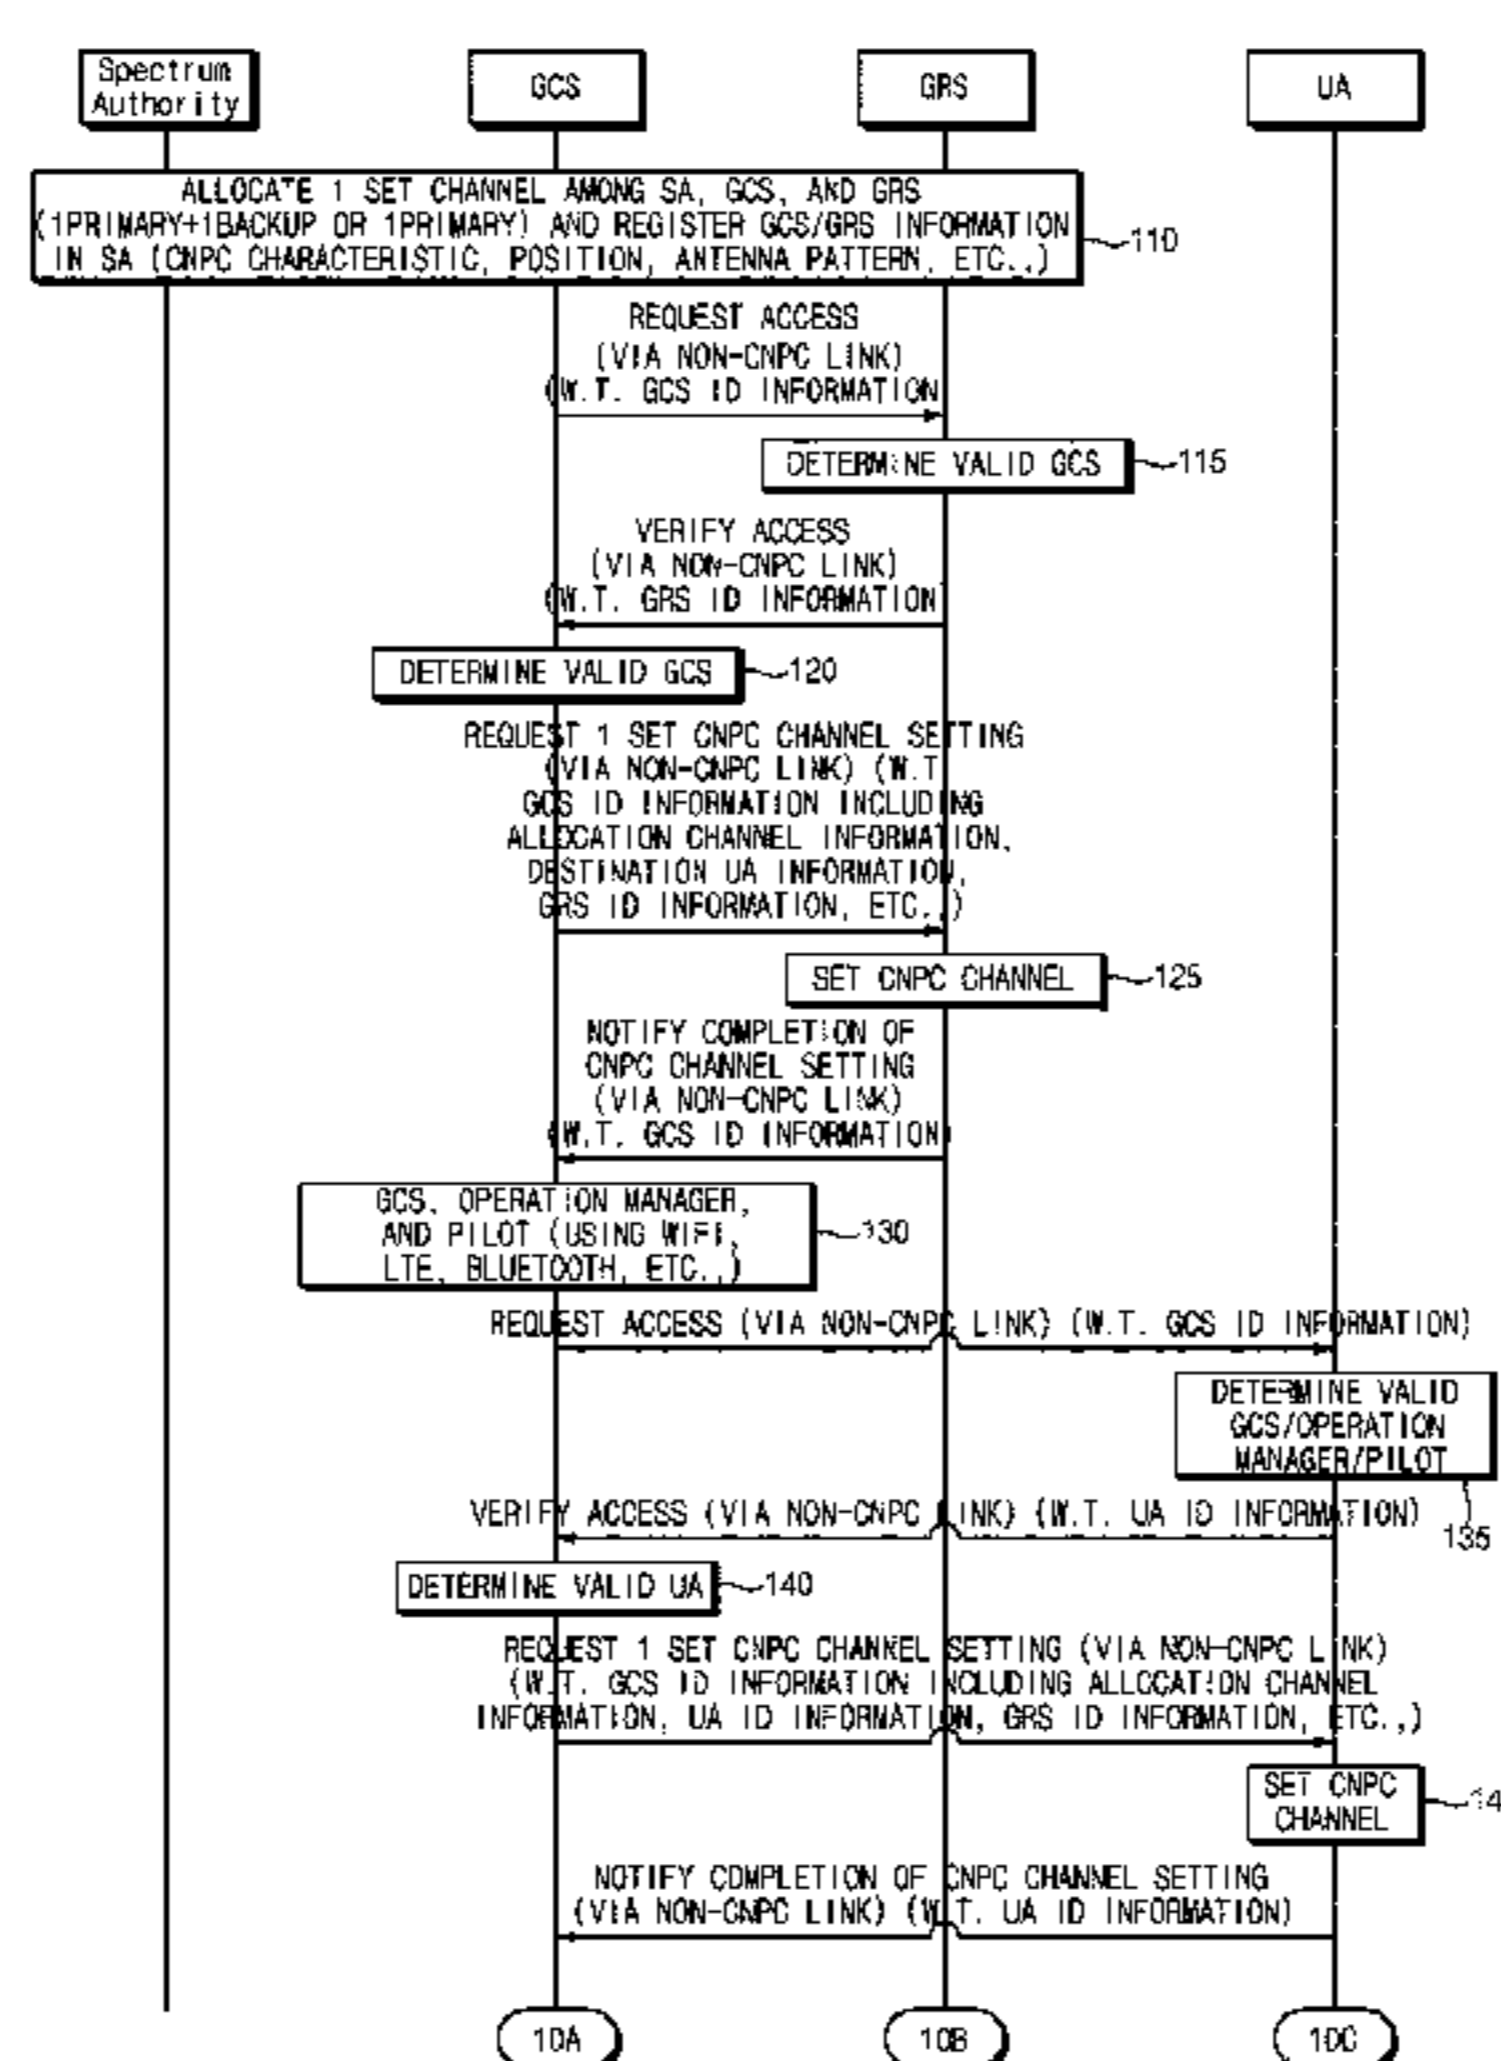 Spectrum
Authority
GCS
GRS
UA
ALLOCATE 1 SET CHANNEL AMONG SA, GCS, AND GRS
(1PRIMARY+1BACKUP OR 1PRIMARY) AND REGISTER GCS/GRS INFORMATION
IN SA (CNPC CHARACTERISTIC, POSITION, ANTENNA PATTERN, ETC.,)
110
REQUEST ACCESS
(VIA NON-CNPC LINK)
(W.T. GCS ID INFORMATION
DETERMINE VALID GCS
115
VERIFY ACCESS
(VIA NON-CNPC LINK)
(W.T. GRS ID INFORMATION
DETERMINE VALID GCS
120
REQUEST 1 SET CNPC CHANNEL SETTING
(VIA NON-CNPC LINK) (W.T
GCS ID INFORMATION INCLUDING
ALLOCATION CHANNEL INFORMATION,
DESTINATION UA INFORMATION,
GRS ID INFORMATION, ETC.,)
SET CNPC CHANNEL
125
NOTIFY COMPLETION OF
CNPC CHANNEL SETTING
(VIA NON-CNPC LINK)
(W.T. GCS ID INFORMATION)
GCS, OPERATION MANAGER,
AND PILOT (USING WIFI,
LTE, BLUETOOTH, ETC.,)
130
REQUEST ACCESS (VIA NON-CNPC LINK) (W.T. GCS ID INFORMATION)
DETERMINE VALID
GCS/OPERATION
MANAGER/PILOT
135
VERIFY ACCESS (VIA NON-CNPC LINK) (W.T. UA ID INFORMATION)
DETERMINE VALID UA
140
REQUEST 1 SET CNPC CHANNEL SETTING (VIA NON-CNPC LINK)
(W.T. GCS ID INFORMATION INCLUDING ALLOCATION CHANNEL
INFORMATION, UA ID INFORMATION, GRS ID INFORMATION, ETC.,)
SET CNPC
CHANNEL
14
NOTIFY COMPLETION OF CNPC CHANNEL SETTING
(VIA NON-CNPC LINK) (W.T. UA ID INFORMATION)
10A
10B
10C